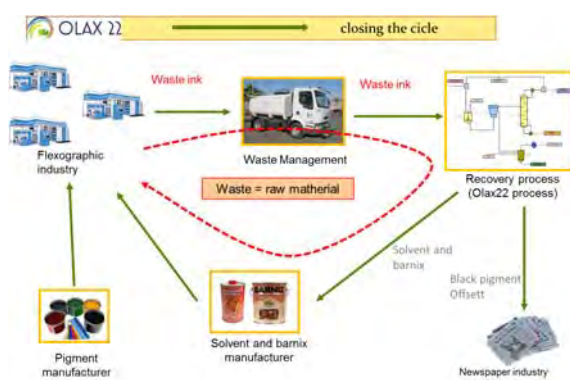 OLAX 22
closing the cicle
Waste ink
Waste ink
Flexographic
industry
Waste Management
Recovery process
(Olax22 process)
Waste = raw matherial
Solvent and
barnix
Black pigment
Offsett
Pigment
manufacturer
BARNIZ
Solvent and barnix
manufacturer
Newspaper industry